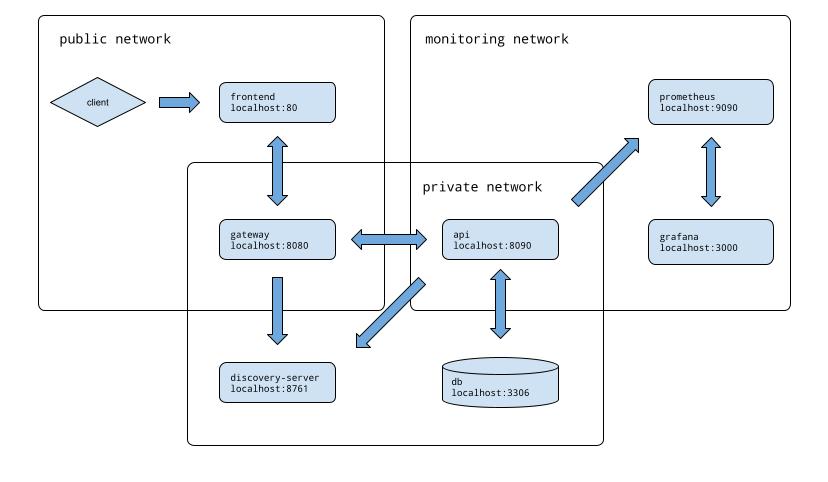 public network
monitoring network
client
frontend
localhost:80
prometheus
localhost:9090
private network
gateway
localhost:8080
api
localhost:8090
grafana
localhost:3000
discovery-server
localhost:8761
db
localhost:3306